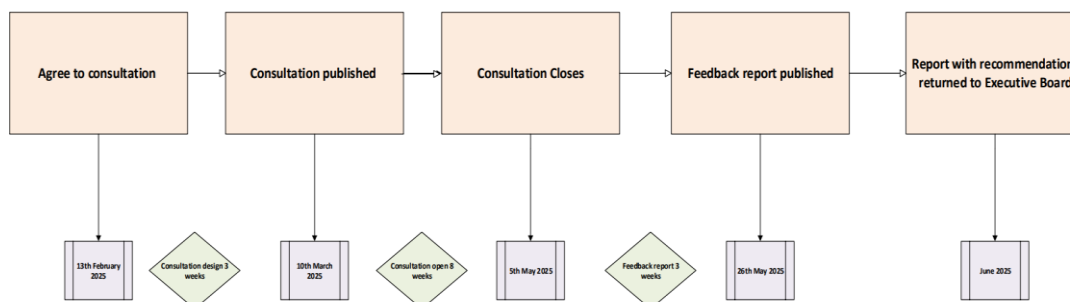 Agree to consultation
Consultation published
Consultation Closes
Feedback report published
Report with recommendation
returned to Executive Board
13th February
2025
Consultation design 3
weeks
10th March
2025
Consultation open 8
weeks
5th May 2025
Feedback report 3
weeks
26th May 2025
June 2025